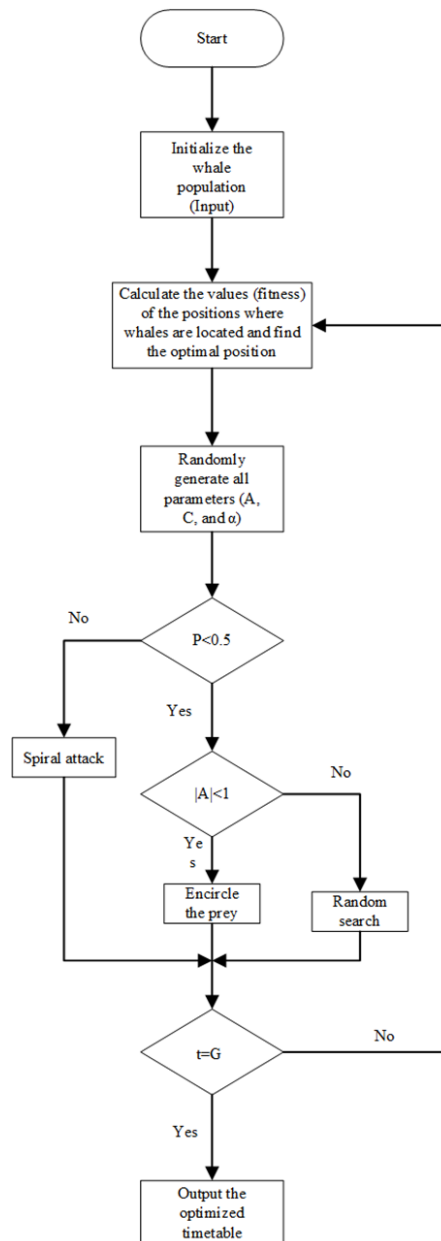 Start
Initialize the
whale
population
(Input)
Calculate the values (fitness)
of the positions where
whales are located and find
the optimal position
Randomly
generate all
parameters (A,
C, and α)
No
P<0.5
Yes
Spiral attack
|A|<1
No
Ye
s
Encircle
the prey
Random
search
t=G
No
Yes
Output the
optimized
timetable